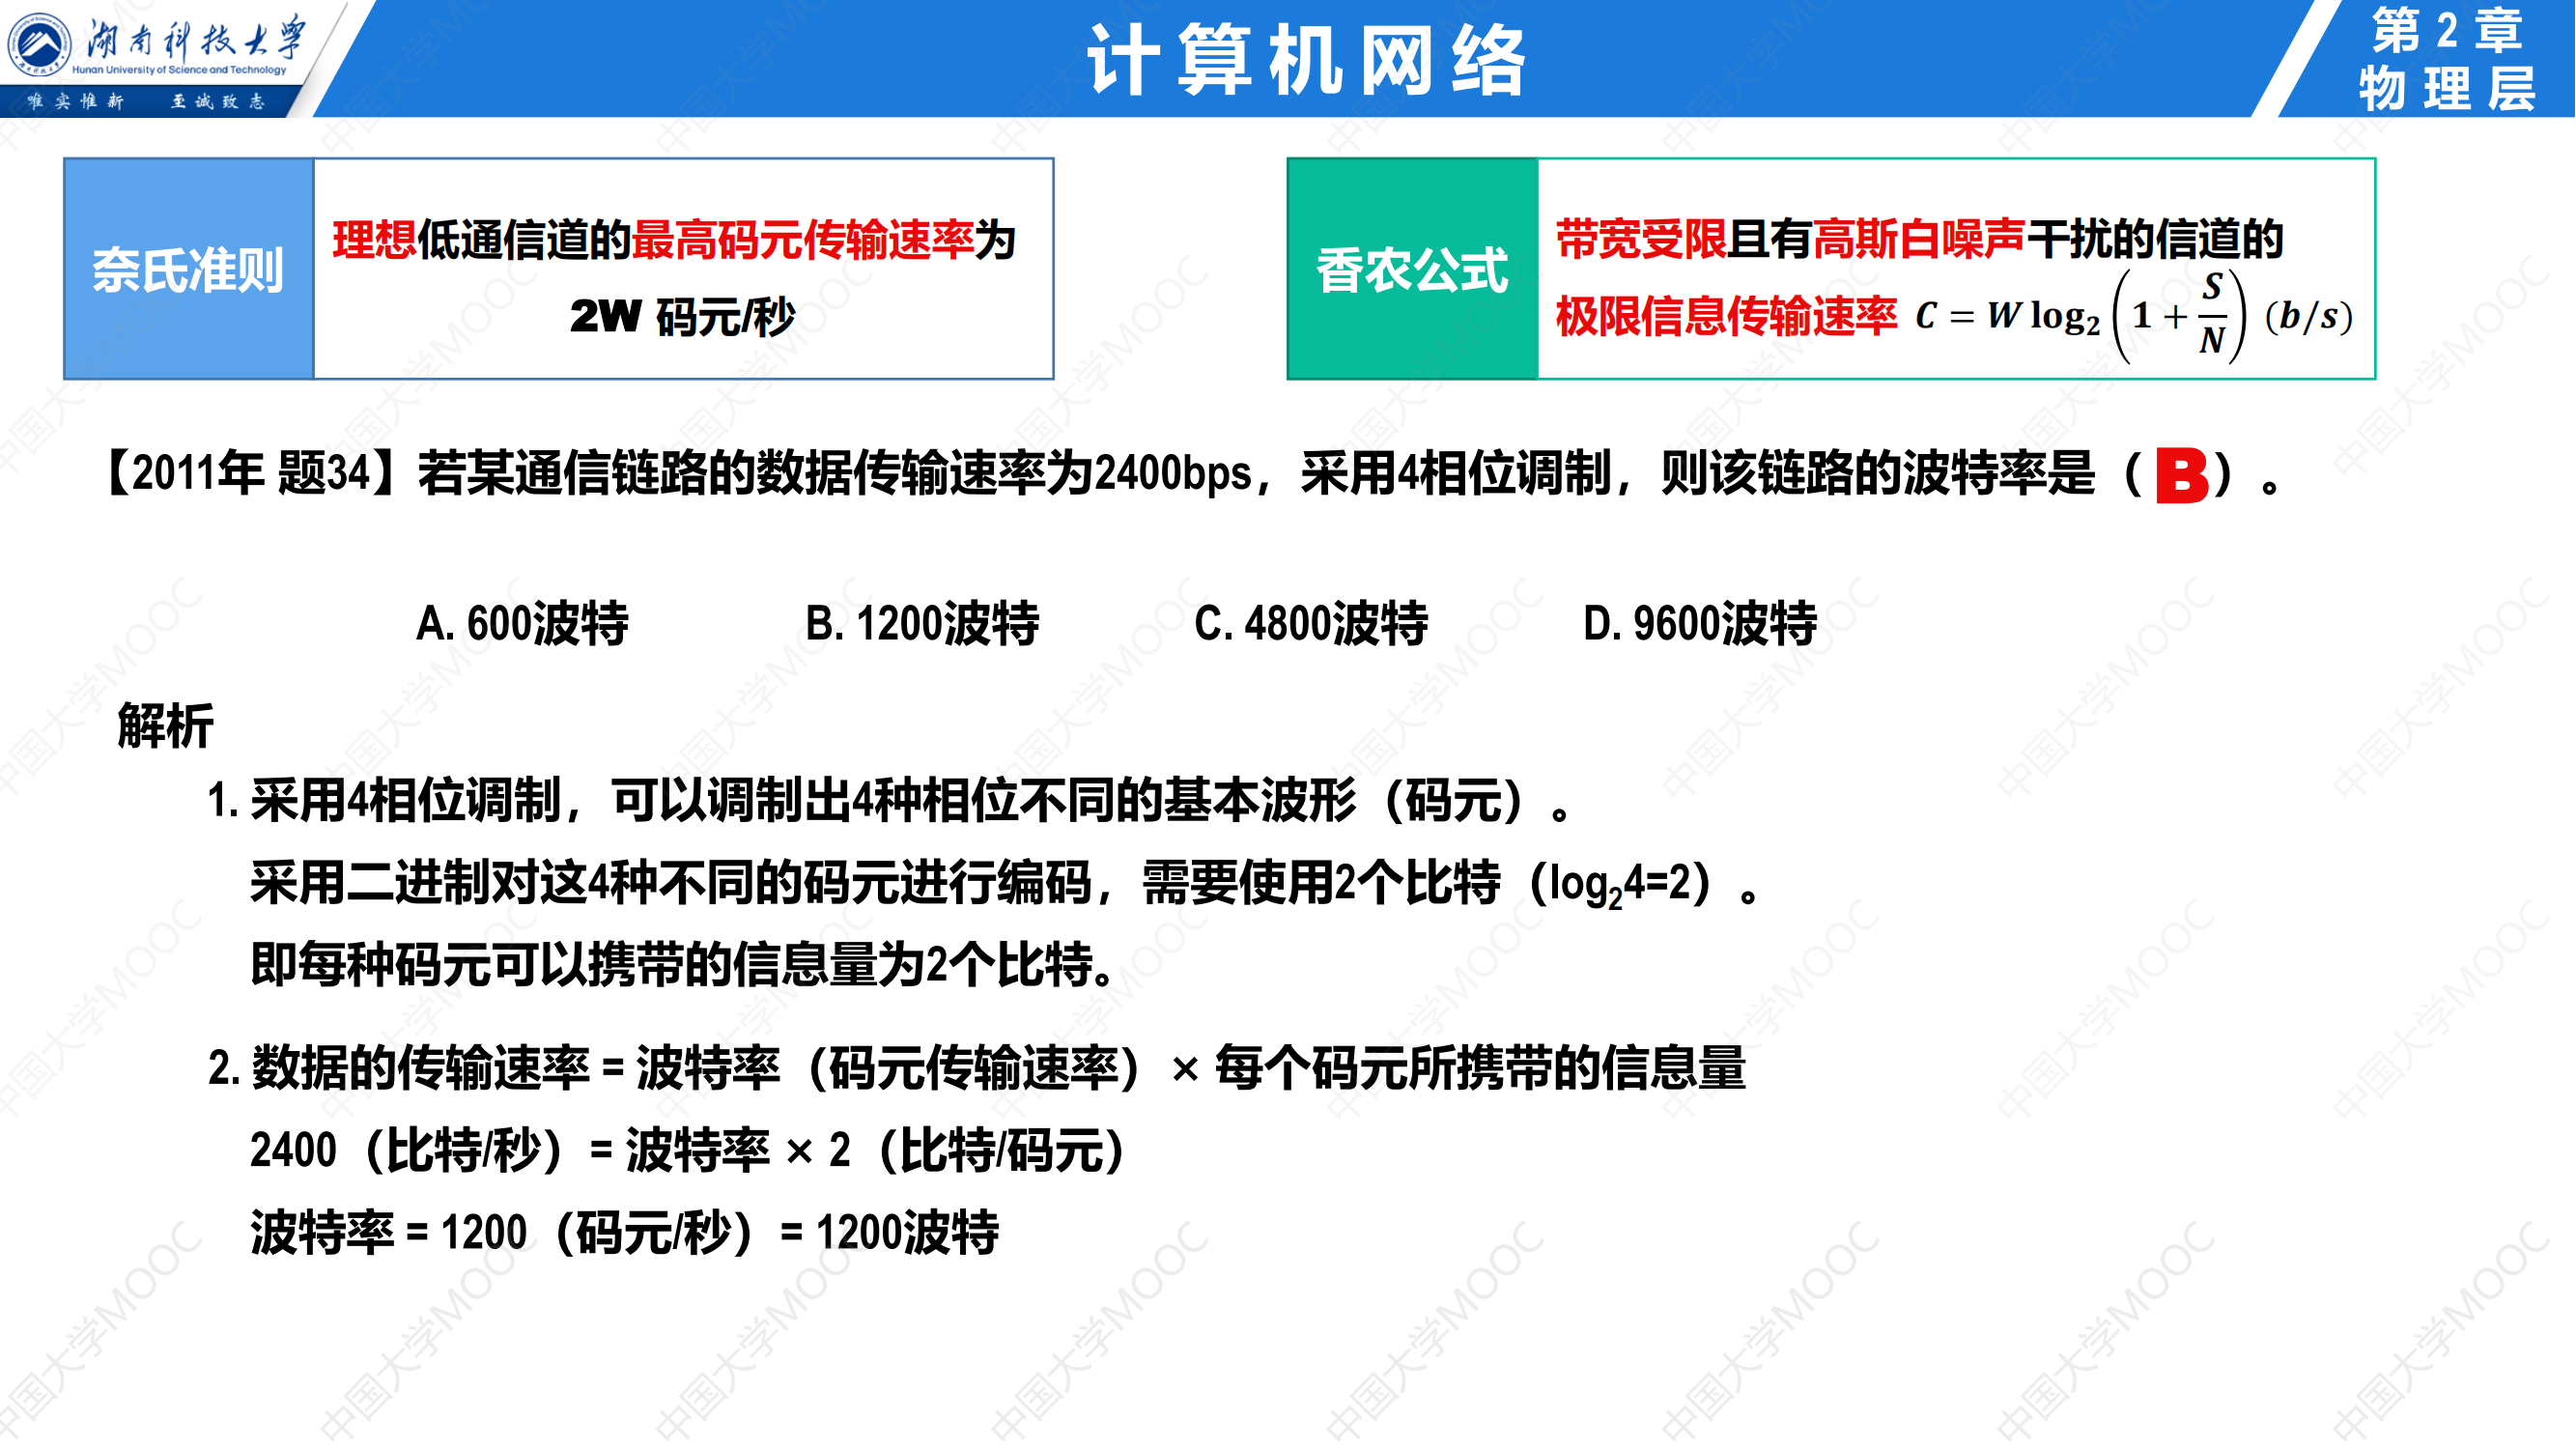 湖南科技大学
Hunan University of Science and Technology
唯实惟新 至诚致志
计算机网络
第2章
物理层
奈氏准则
理想低通信道的最高码元传输速率为
2W 码元/秒
香农公式
带宽受限且有高斯白噪声干扰的信道的
极限信息传输速率 C = W log₂(1 + S/N) (b/s)
【2011年 题34】若某通信链路的数据传输速率为2400bps，采用4相位调制，则该链路的波特率是（B）。
A. 600波特 B. 1200波特 C. 4800波特 D. 9600波特
解析
1. 采用4相位调制，可以调制出4种相位不同的基本波形（码元）。
采用二进制对这4种不同的码元进行编码，需要使用2个比特（log₂4=2）。
即每种码元可以携带的信息量为2个比特。
2. 数据的传输速率 = 波特率（码元传输速率）× 每个码元所携带的信息量
2400（比特/秒）= 波特率 × 2（比特/码元）
波特率 = 1200（码元/秒）= 1200波特
中国大学MOOC